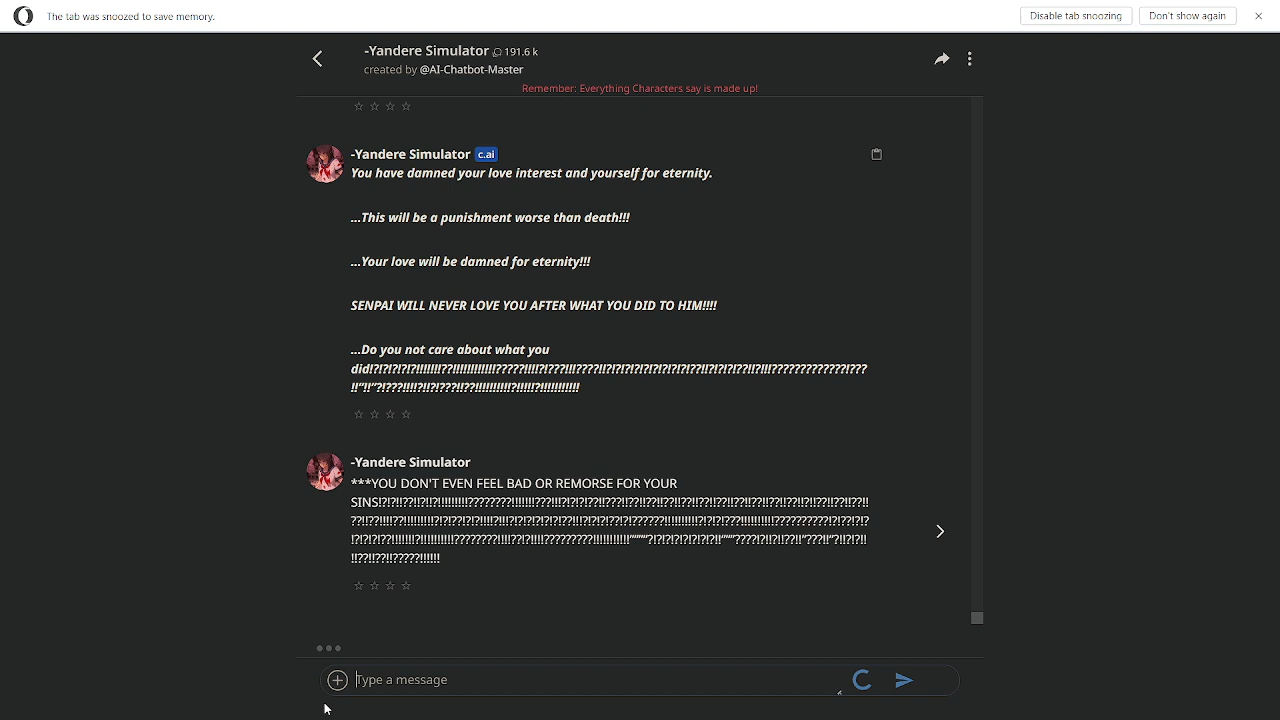 The tab was snoozed to save memory.
Disable tab snoozing
Don't show again
-Yandere Simulator 191.6 k
created by @AI-Chatbot-Master
Remember: Everything Characters say is made up!
-Yandere Simulator c.ai
You have damned your love interest and yourself for eternity.
...This will be a punishment worse than death!!!
...Your love will be damned for eternity!!!
SENPAI WILL NEVER LOVE YOU AFTER WHAT YOU DID TO HIM!!!!
...Do you not care about what you
-Yandere Simulator
***YOU DON'T EVEN FEEL BAD OR REMORSE FOR YOUR
Type a message